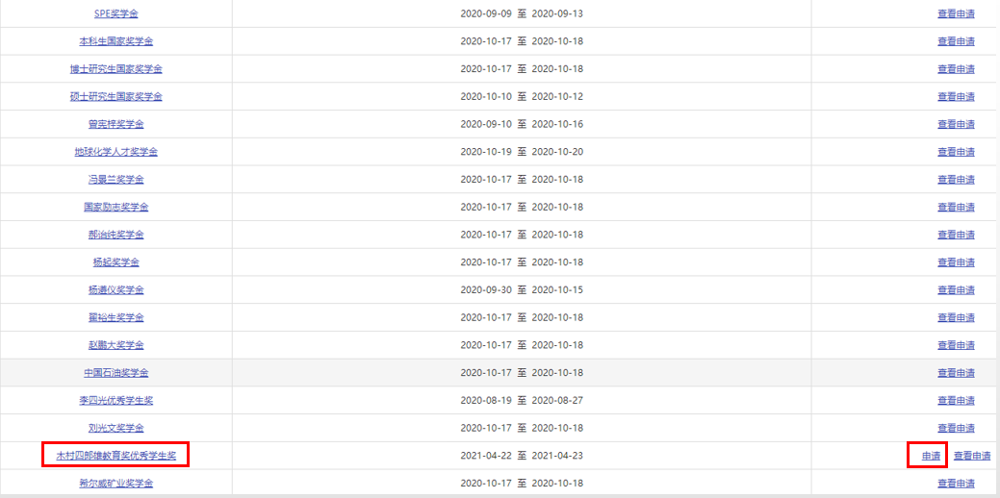 SPE奖学金 2020-09-09 至 2020-09-13 查看申请
本科生国家奖学金 2020-10-17 至 2020-10-18 查看申请
博士研究生国家奖学金 2020-10-17 至 2020-10-18 查看申请
硕士研究生国家奖学金 2020-10-10 至 2020-10-12 查看申请
曾宪梓奖学金 2020-09-10 至 2020-10-16 查看申请
地球化学人才奖学金 2020-10-19 至 2020-10-20 查看申请
冯景兰奖学金 2020-10-17 至 2020-10-18 查看申请
国家励志奖学金 2020-10-17 至 2020-10-18 查看申请
郝诒纯奖学金 2020-10-17 至 2020-10-18 查看申请
杨起奖学金 2020-10-17 至 2020-10-18 查看申请
杨遵仪奖学金 2020-09-30 至 2020-10-15 查看申请
翟裕生奖学金 2020-10-17 至 2020-10-18 查看申请
赵鹏大奖学金 2020-10-17 至 2020-10-18 查看申请
中国石油奖学金 2020-10-17 至 2020-10-18 查看申请
李四光优秀学生奖 2020-08-19 至 2020-08-27 查看申请
刘光文奖学金 2020-10-17 至 2020-10-18 查看申请
木村四郎雄教育奖优秀学生奖 2021-04-22 至 2021-04-23 申请 查看申请
希尔威矿业奖学金 2020-10-17 至 2020-10-18 查看申请